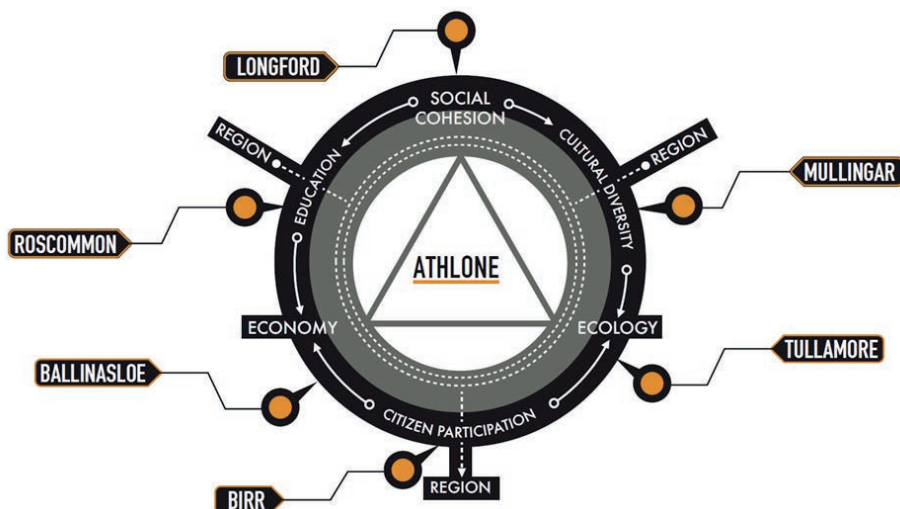 LONGFORD
SOCIAL
COHESION
REGION
REGION
EDUCATION
CULTURAL DIVERSITY
MULLINGAR
ROSCOMMON
ATHLONE
ECONOMY
ECOLOGY
TULLAMORE
BALLINASLOE
CITIZEN PARTICIPATION
BIRR
REGION